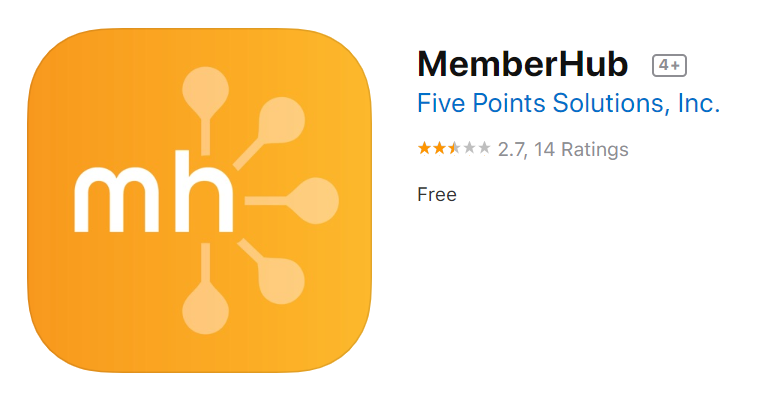 mh
MemberHub 4+
Five Points Solutions, Inc.
2.7, 14 Ratings
Free